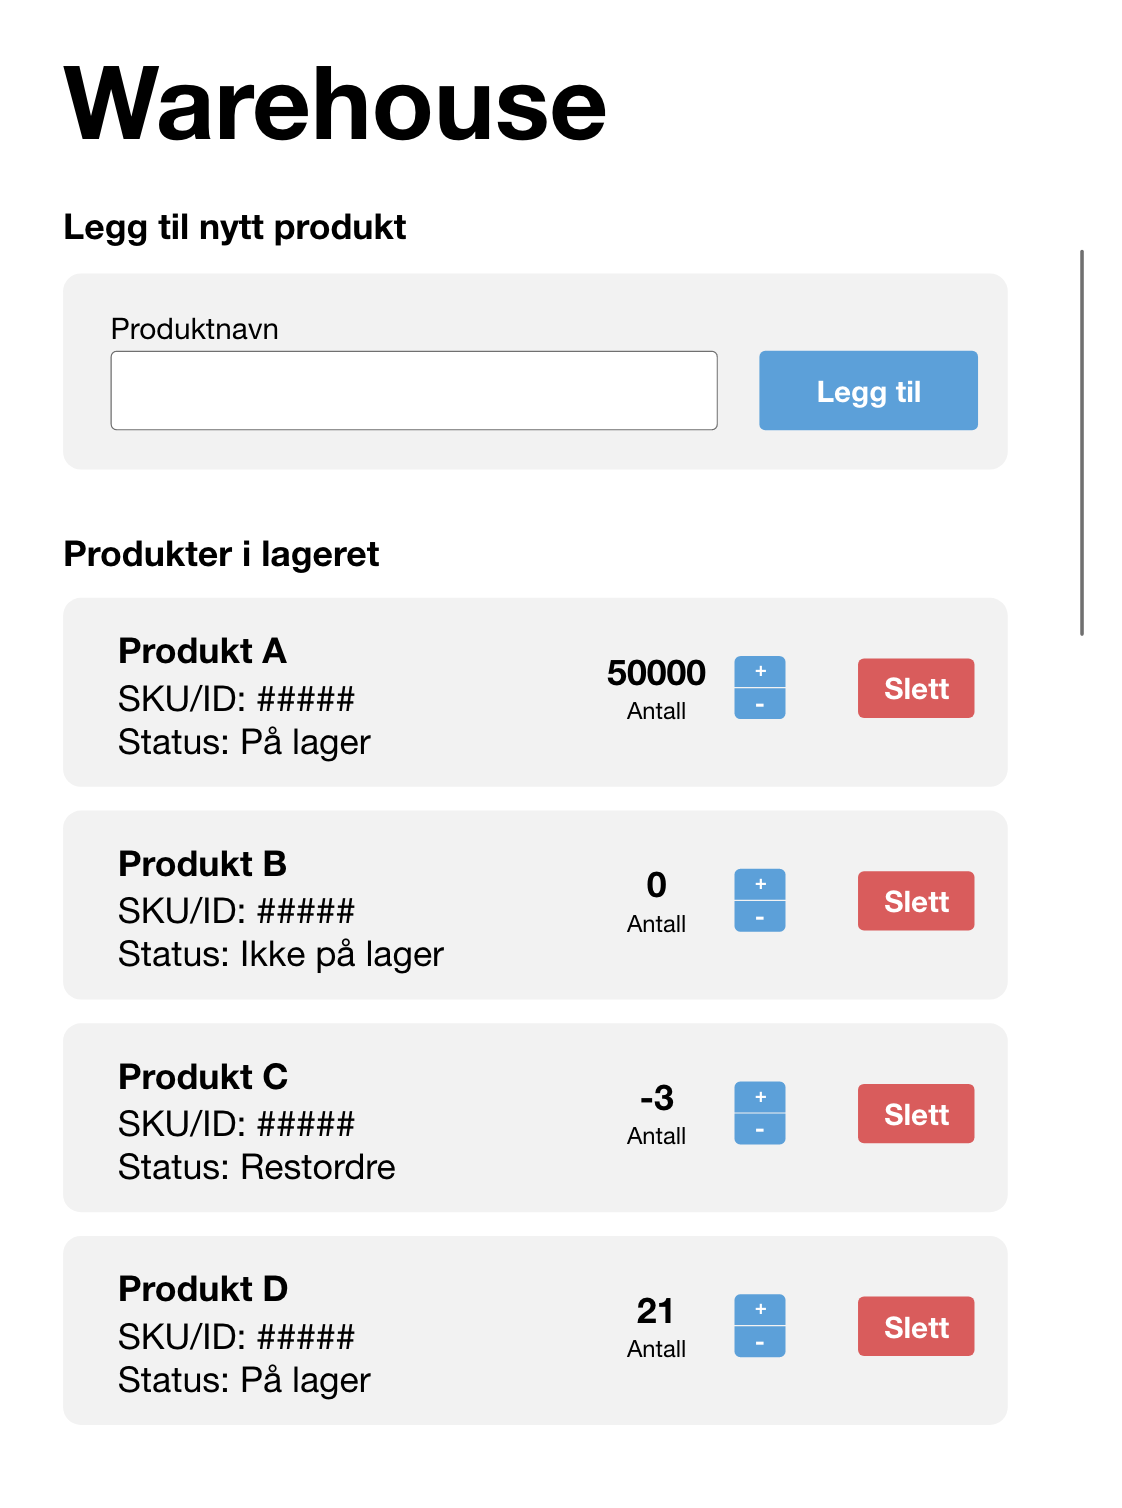 Warehouse
Legg til nytt produkt
Produktnavn
Legg til
Produkter i lageret
Produkt A
SKU/ID: #####
Status: På lager
50000
Antall
+
-
Slett
Produkt B
SKU/ID: #####
Status: Ikke på lager
0
Antall
+
-
Slett
Produkt C
SKU/ID: #####
Status: Restordre
-3
Antall
+
-
Slett
Produkt D
SKU/ID: #####
Status: På lager
21
Antall
+
-
Slett